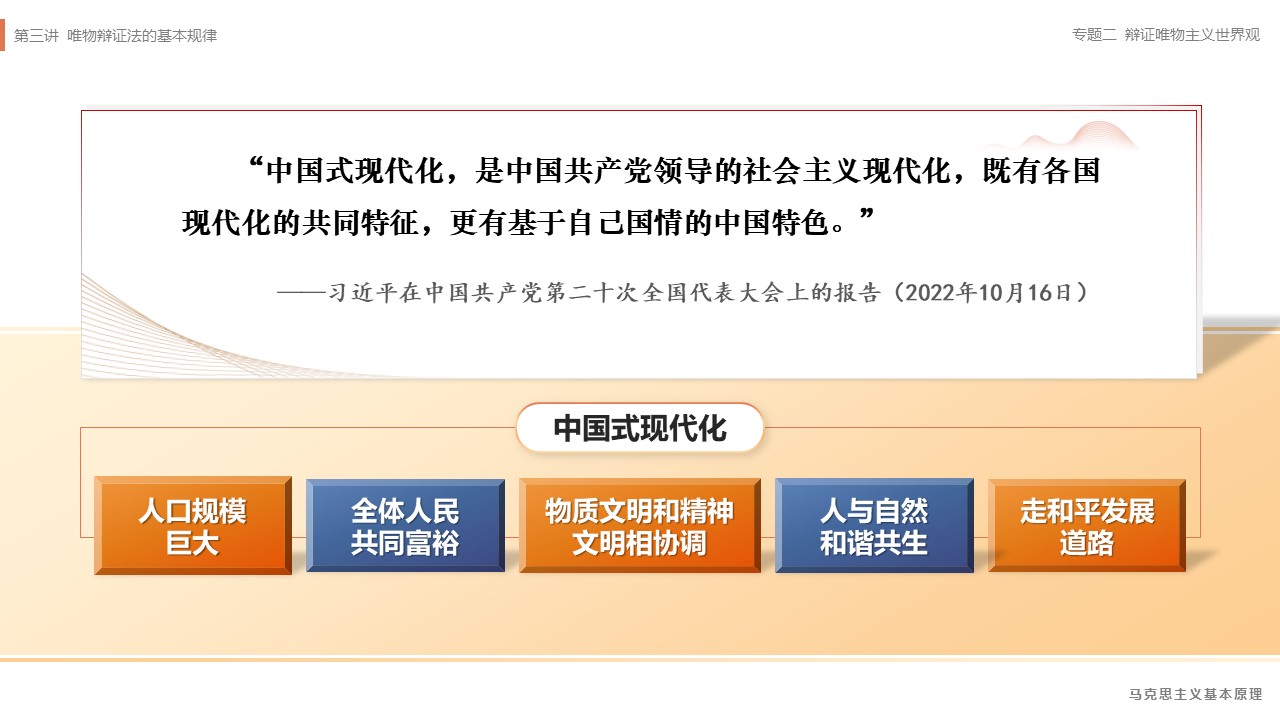 第三讲 唯物辩证法的基本规律
专题二 辩证唯物主义世界观
“中国式现代化，是中国共产党领导的社会主义现代化，既有各国
现代化的共同特征，更有基于自己国情的中国特色。”
——习近平在中国共产党第二十次全国代表大会上的报告（2022年10月16日）
中国式现代化
人口规模
巨大
全体人民
共同富裕
物质文明和精神
文明相协调
人与自然
和谐共生
走和平发展
道路
马克思主义基本原理